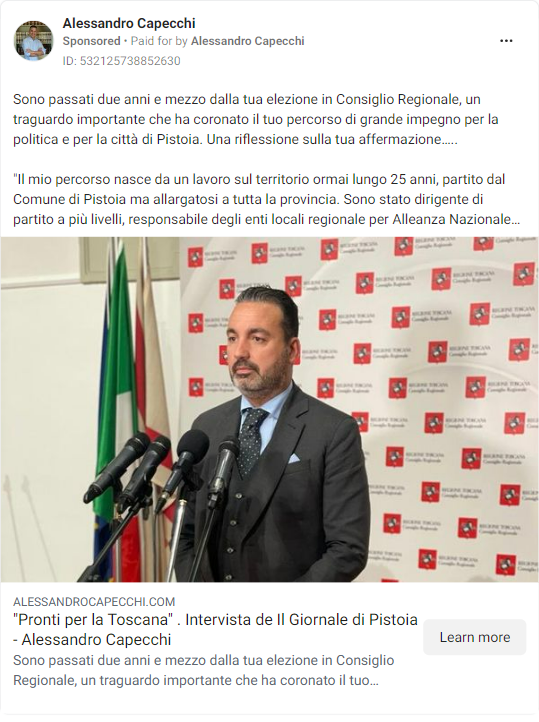 Alessandro Capecchi
Sponsored • Paid for by Alessandro Capecchi
ID: 532125738852630
Sono passati due anni e mezzo dalla tua elezione in Consiglio Regionale, un
traguardo importante che ha coronato il tuo percorso di grande impegno per la
politica e per la città di Pistoia. Una riflessione sulla tua affermazione.....
"Il mio percorso nasce da un lavoro sul territorio ormai lungo 25 anni, partito dal
Comune di Pistoia ma allargatosi a tutta la provincia. Sono stato dirigente di
partito a più livelli, responsabile degli enti locali regionale per Alleanza Nazionale...
REGIONE TOSCANA
Consiglio Regionale
ALESSANDROCAPECCHI.COM
"Pronti per la Toscana" . Intervista de Il Giornale di Pistoia
- Alessandro Capecchi
Learn more
Sono passati due anni e mezzo dalla tua elezione in Consiglio
Regionale, un traguardo importante che ha coronato il tuo...